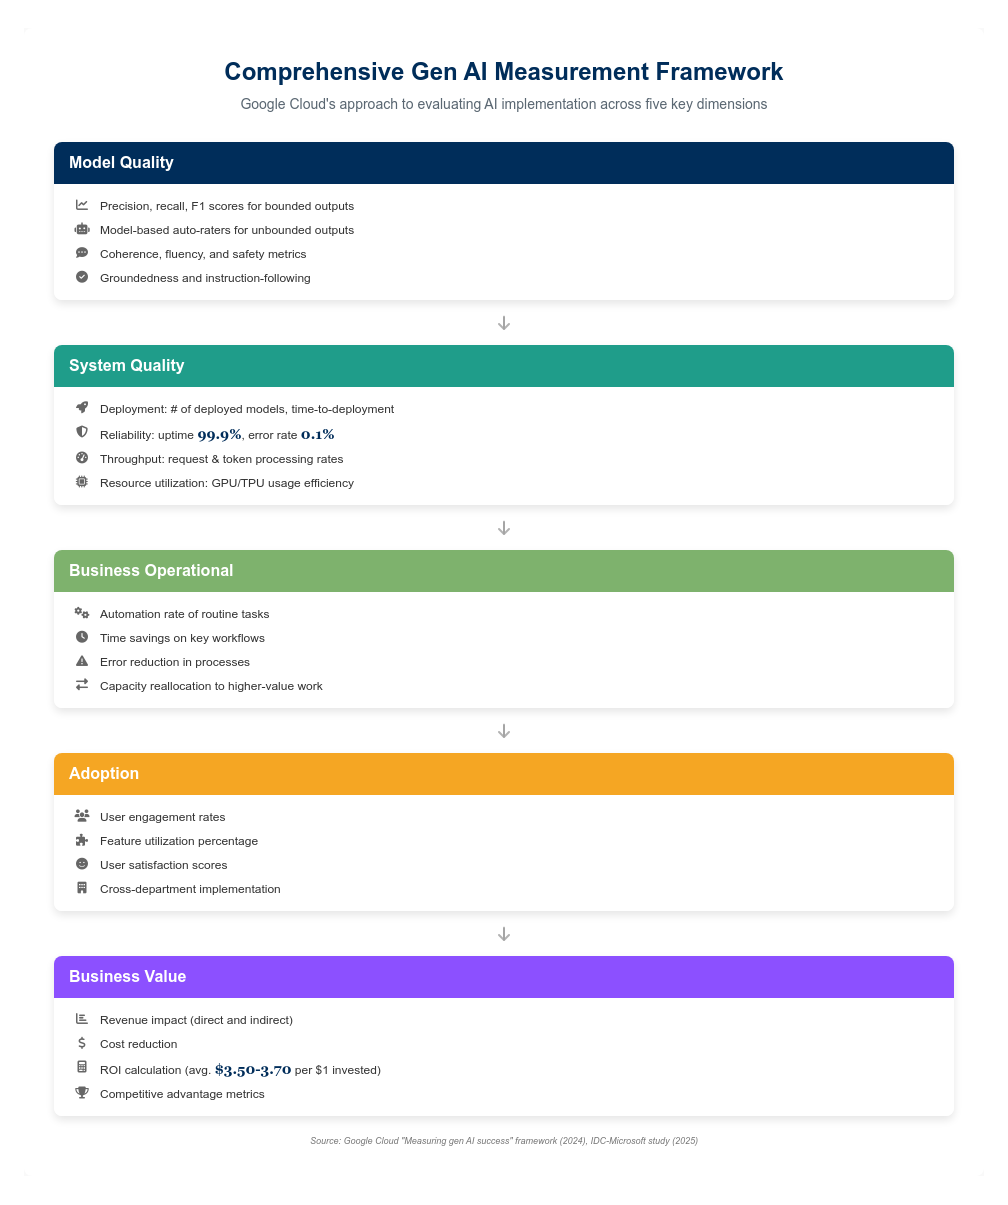 Comprehensive Gen AI Measurement Framework
Google Cloud's approach to evaluating AI implementation across five key dimensions
Model Quality
Precision, recall, F1 scores for bounded outputs
Model-based auto-raters for unbounded outputs
Coherence, fluency, and safety metrics
Groundedness and instruction-following
System Quality
Deployment: # of deployed models, time-to-deployment
Reliability: uptime 99.9%, error rate 0.1%
Throughput: request & token processing rates
Resource utilization: GPU/TPU usage efficiency
Business Operational
Automation rate of routine tasks
Time savings on key workflows
Error reduction in processes
Capacity reallocation to higher-value work
Adoption
User engagement rates
Feature utilization percentage
User satisfaction scores
Cross-department implementation
Business Value
Revenue impact (direct and indirect)
Cost reduction
ROI calculation (avg. $3.50-3.70 per $1 invested)
Competitive advantage metrics
Source: Google Cloud "Measuring gen AI success" framework (2024), IDC-Microsoft study (2025)